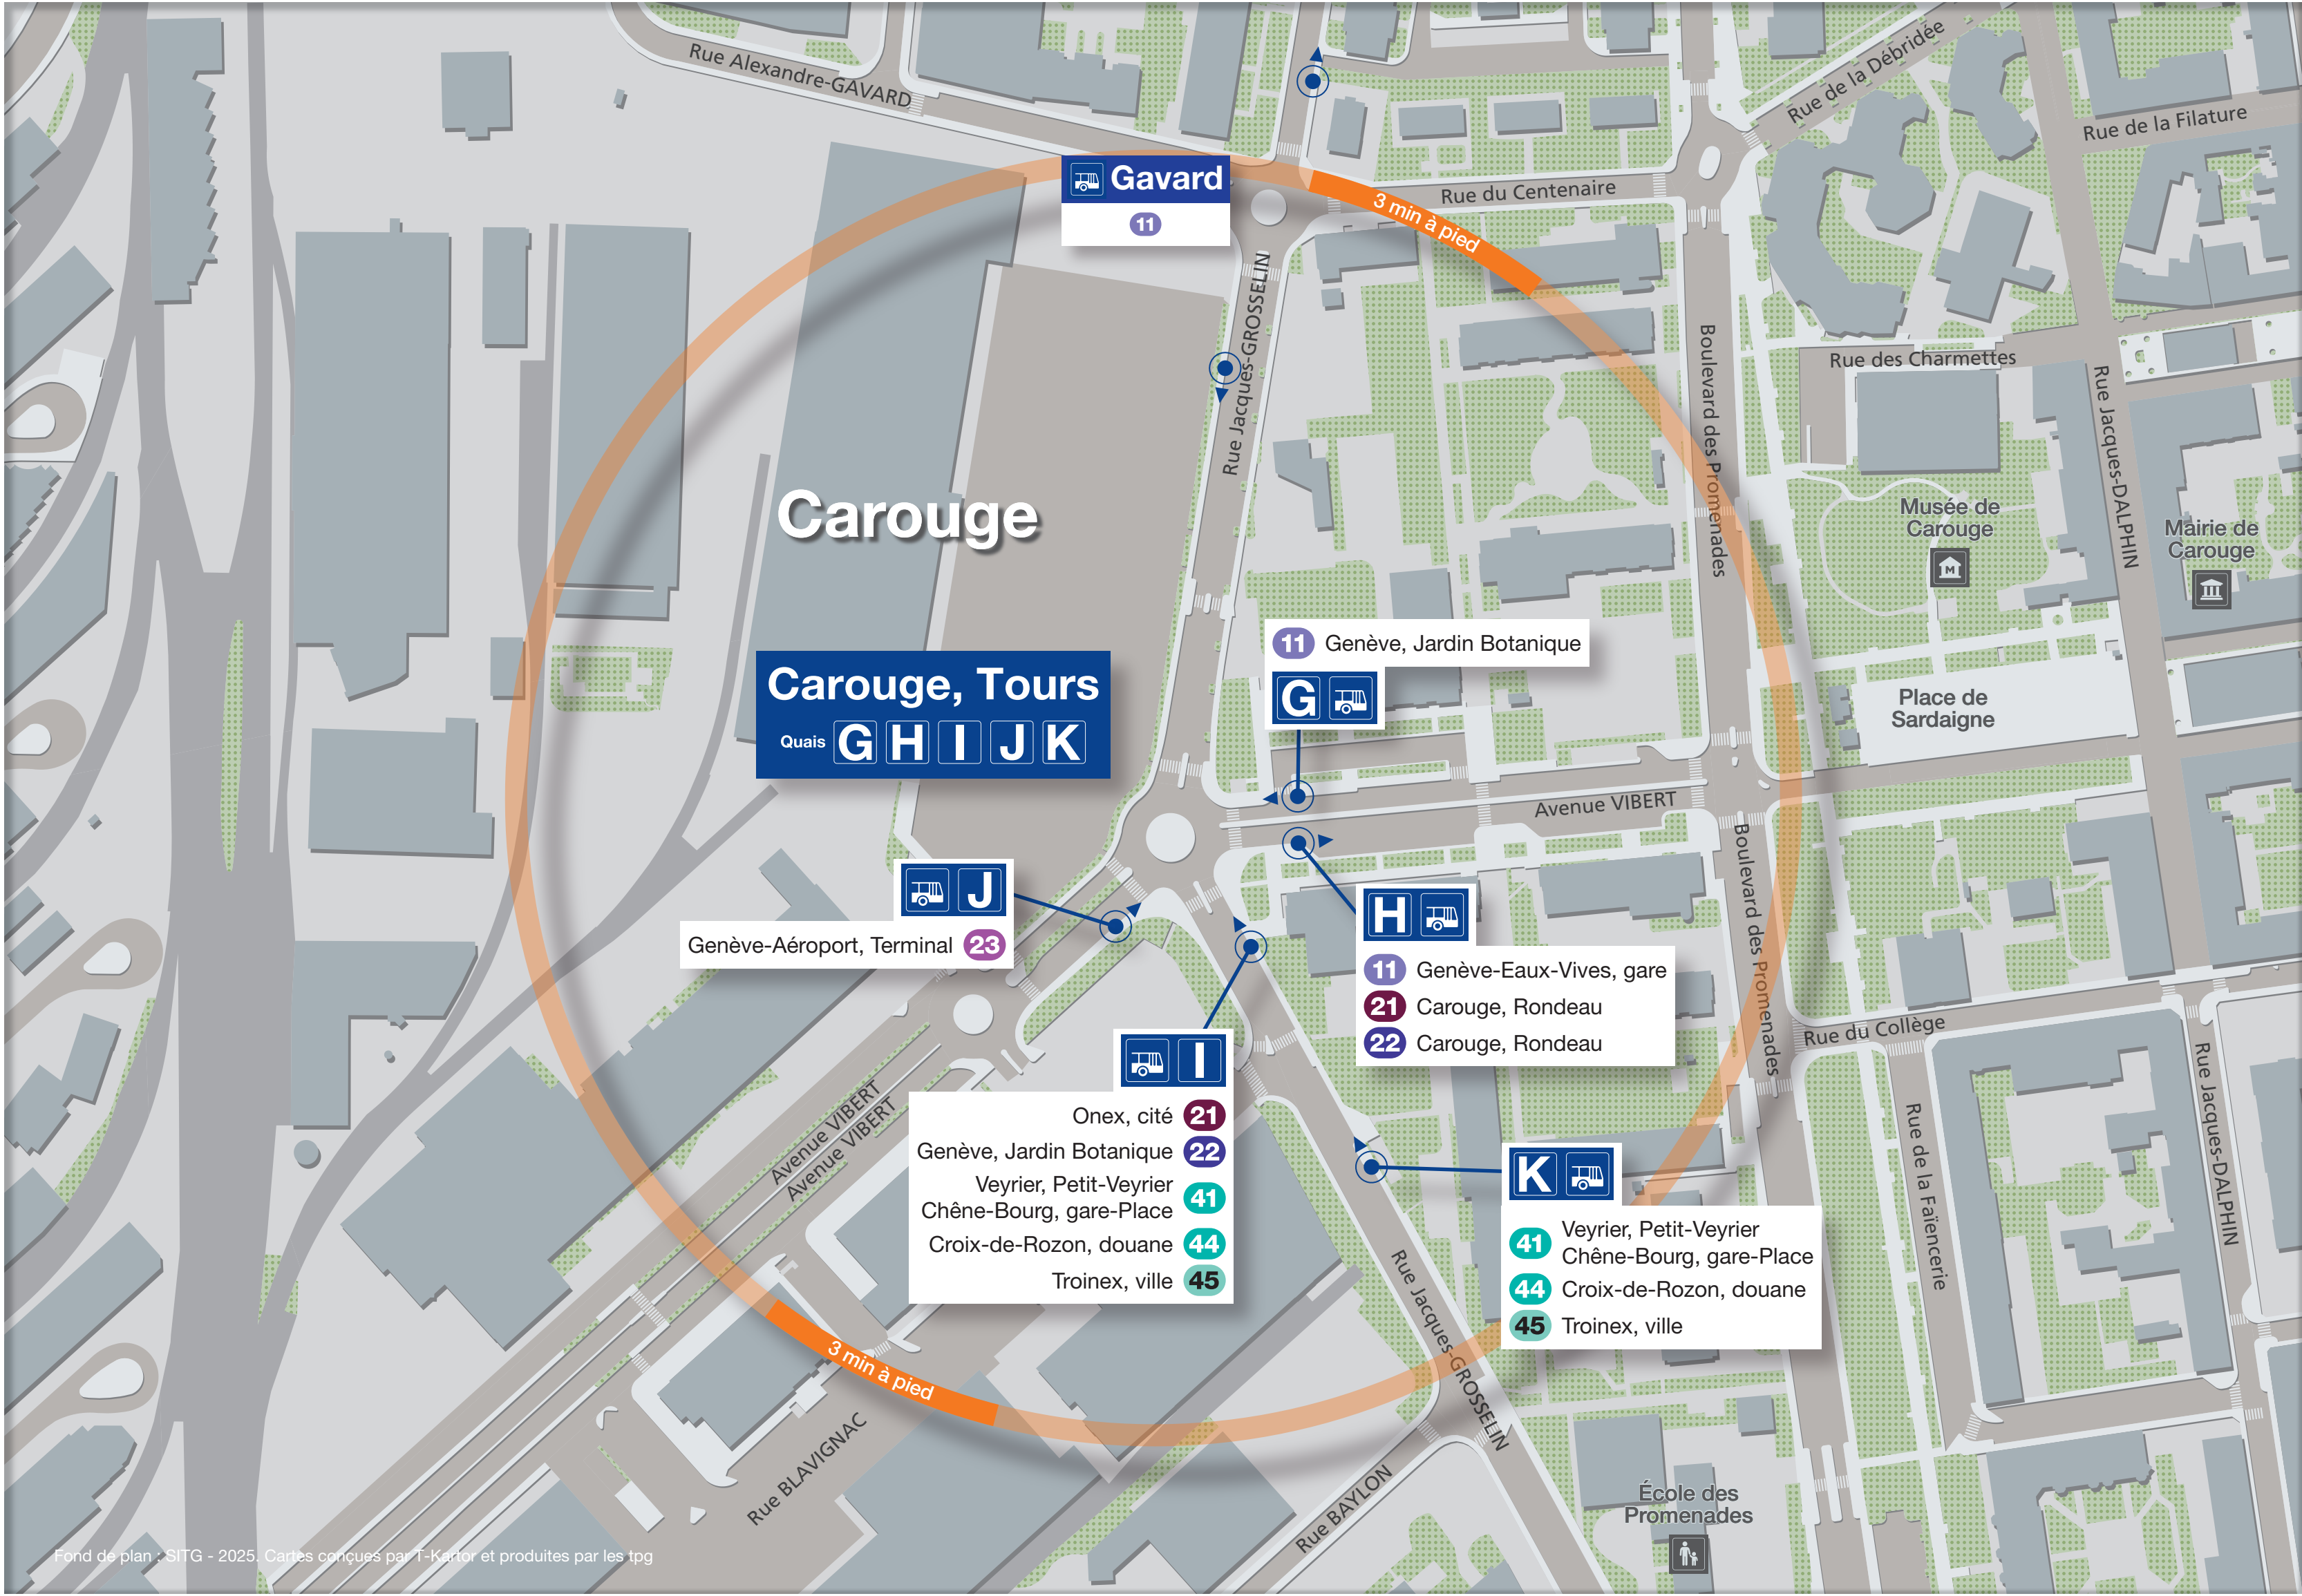 Rue Alexandre-GAVARD
Rue de la Débridée
Rue de la Filature
Gavard
11
Rue du Centenaire
3 min à pied
Rue Jacques-GROSSELIN
Boulevard des Promenades
Rue des Charmettes
Rue Jacques-DALPHIN
Carouge
Musée de
Carouge
M
Mairie de
Carouge
Carouge, Tours
Quais G H I J K
11 Genève, Jardin Botanique
G
Place de
Sardaigne
Avenue VIBERT
Boulevard des Promenades
J
Genève-Aéroport, Terminal 23
H
11 Genève-Eaux-Vives, gare
21 Carouge, Rondeau
22 Carouge, Rondeau
Rue du Collège
Rue Jacques-DALPHIN
I
Onex, cité 21
Genève, Jardin Botanique 22
Veyrier, Petit-Veyrier
Chêne-Bourg, gare-Place
41
Croix-de-Rozon, douane 44
Troinex, ville 45
Avenue VIBERT
Avenue VIBERT
Rue de la Faïencerie
K
41
Veyrier, Petit-Veyrier
Chêne-Bourg, gare-Place
44 Croix-de-Rozon, douane
45 Troinex, ville
Rue Jacques-GROSSELIN
3 min à pied
Rue BLAVIGNAC
Rue BAYLON
École des
Promenades
Fond de plan : SITG - 2025. Cartes conçues par T-Kartor et produites par les tpg